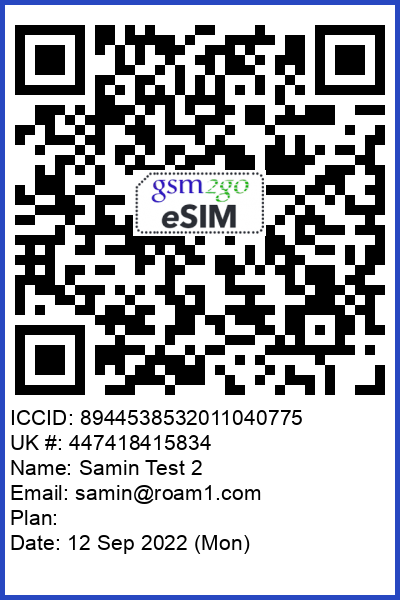 gsm2go
eSIM
ICCID: 8944538532011040775
UK #: 447418415834
Name: Samin Test 2
Email: samin@roam1.com
Plan:
Date: 12 Sep 2022 (Mon)